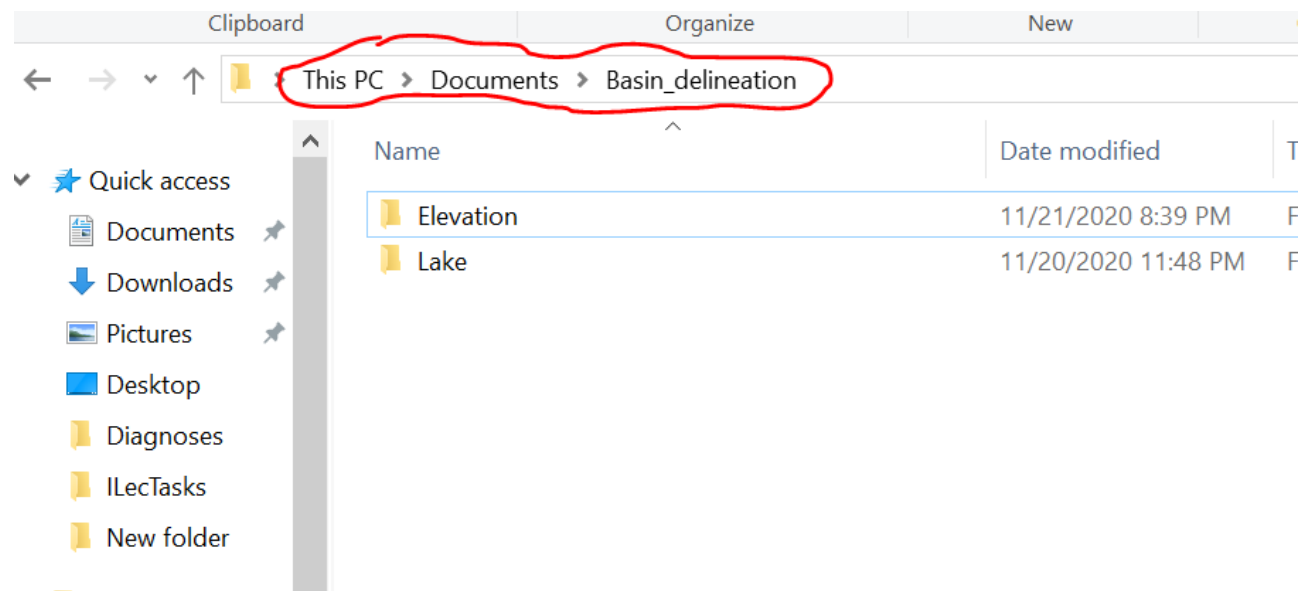 Clipboard Organize New
This PC > Documents > Basin_delineation
Name Date modified T
Quick access
Elevation 11/21/2020 8:39 PM F
Documents
Lake 11/20/2020 11:48 PM F
Downloads
Pictures
Desktop
Diagnoses
ILecTasks
New folder